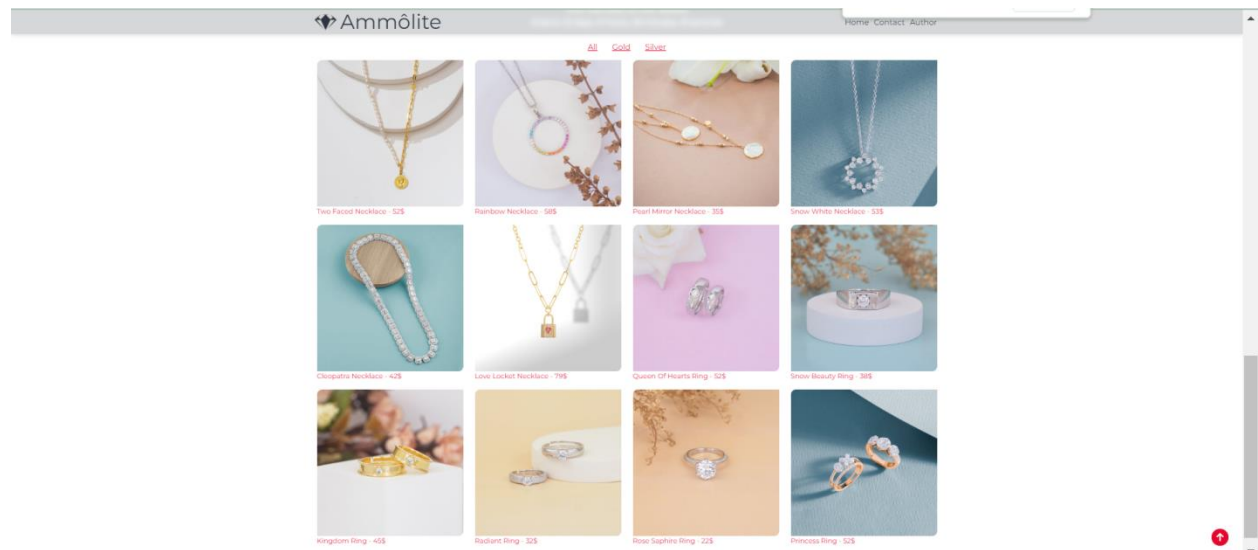 Ammôlite
Home Contact Author
All Gold Silver
Two Faced Necklace - 52$
Rainbow Necklace - 58$
Pearl Mirror Necklace - 35$
Snow White Necklace - 53$
Cleopatra Necklace - 42$
Love Locket Necklace - 79$
Queen Of Hearts Ring - 52$
Snow Beauty Ring - 38$
Kingdom Ring - 45$
Radient Ring - 32$
Rose Saphire Ring - 22$
Princess Ring - 52$